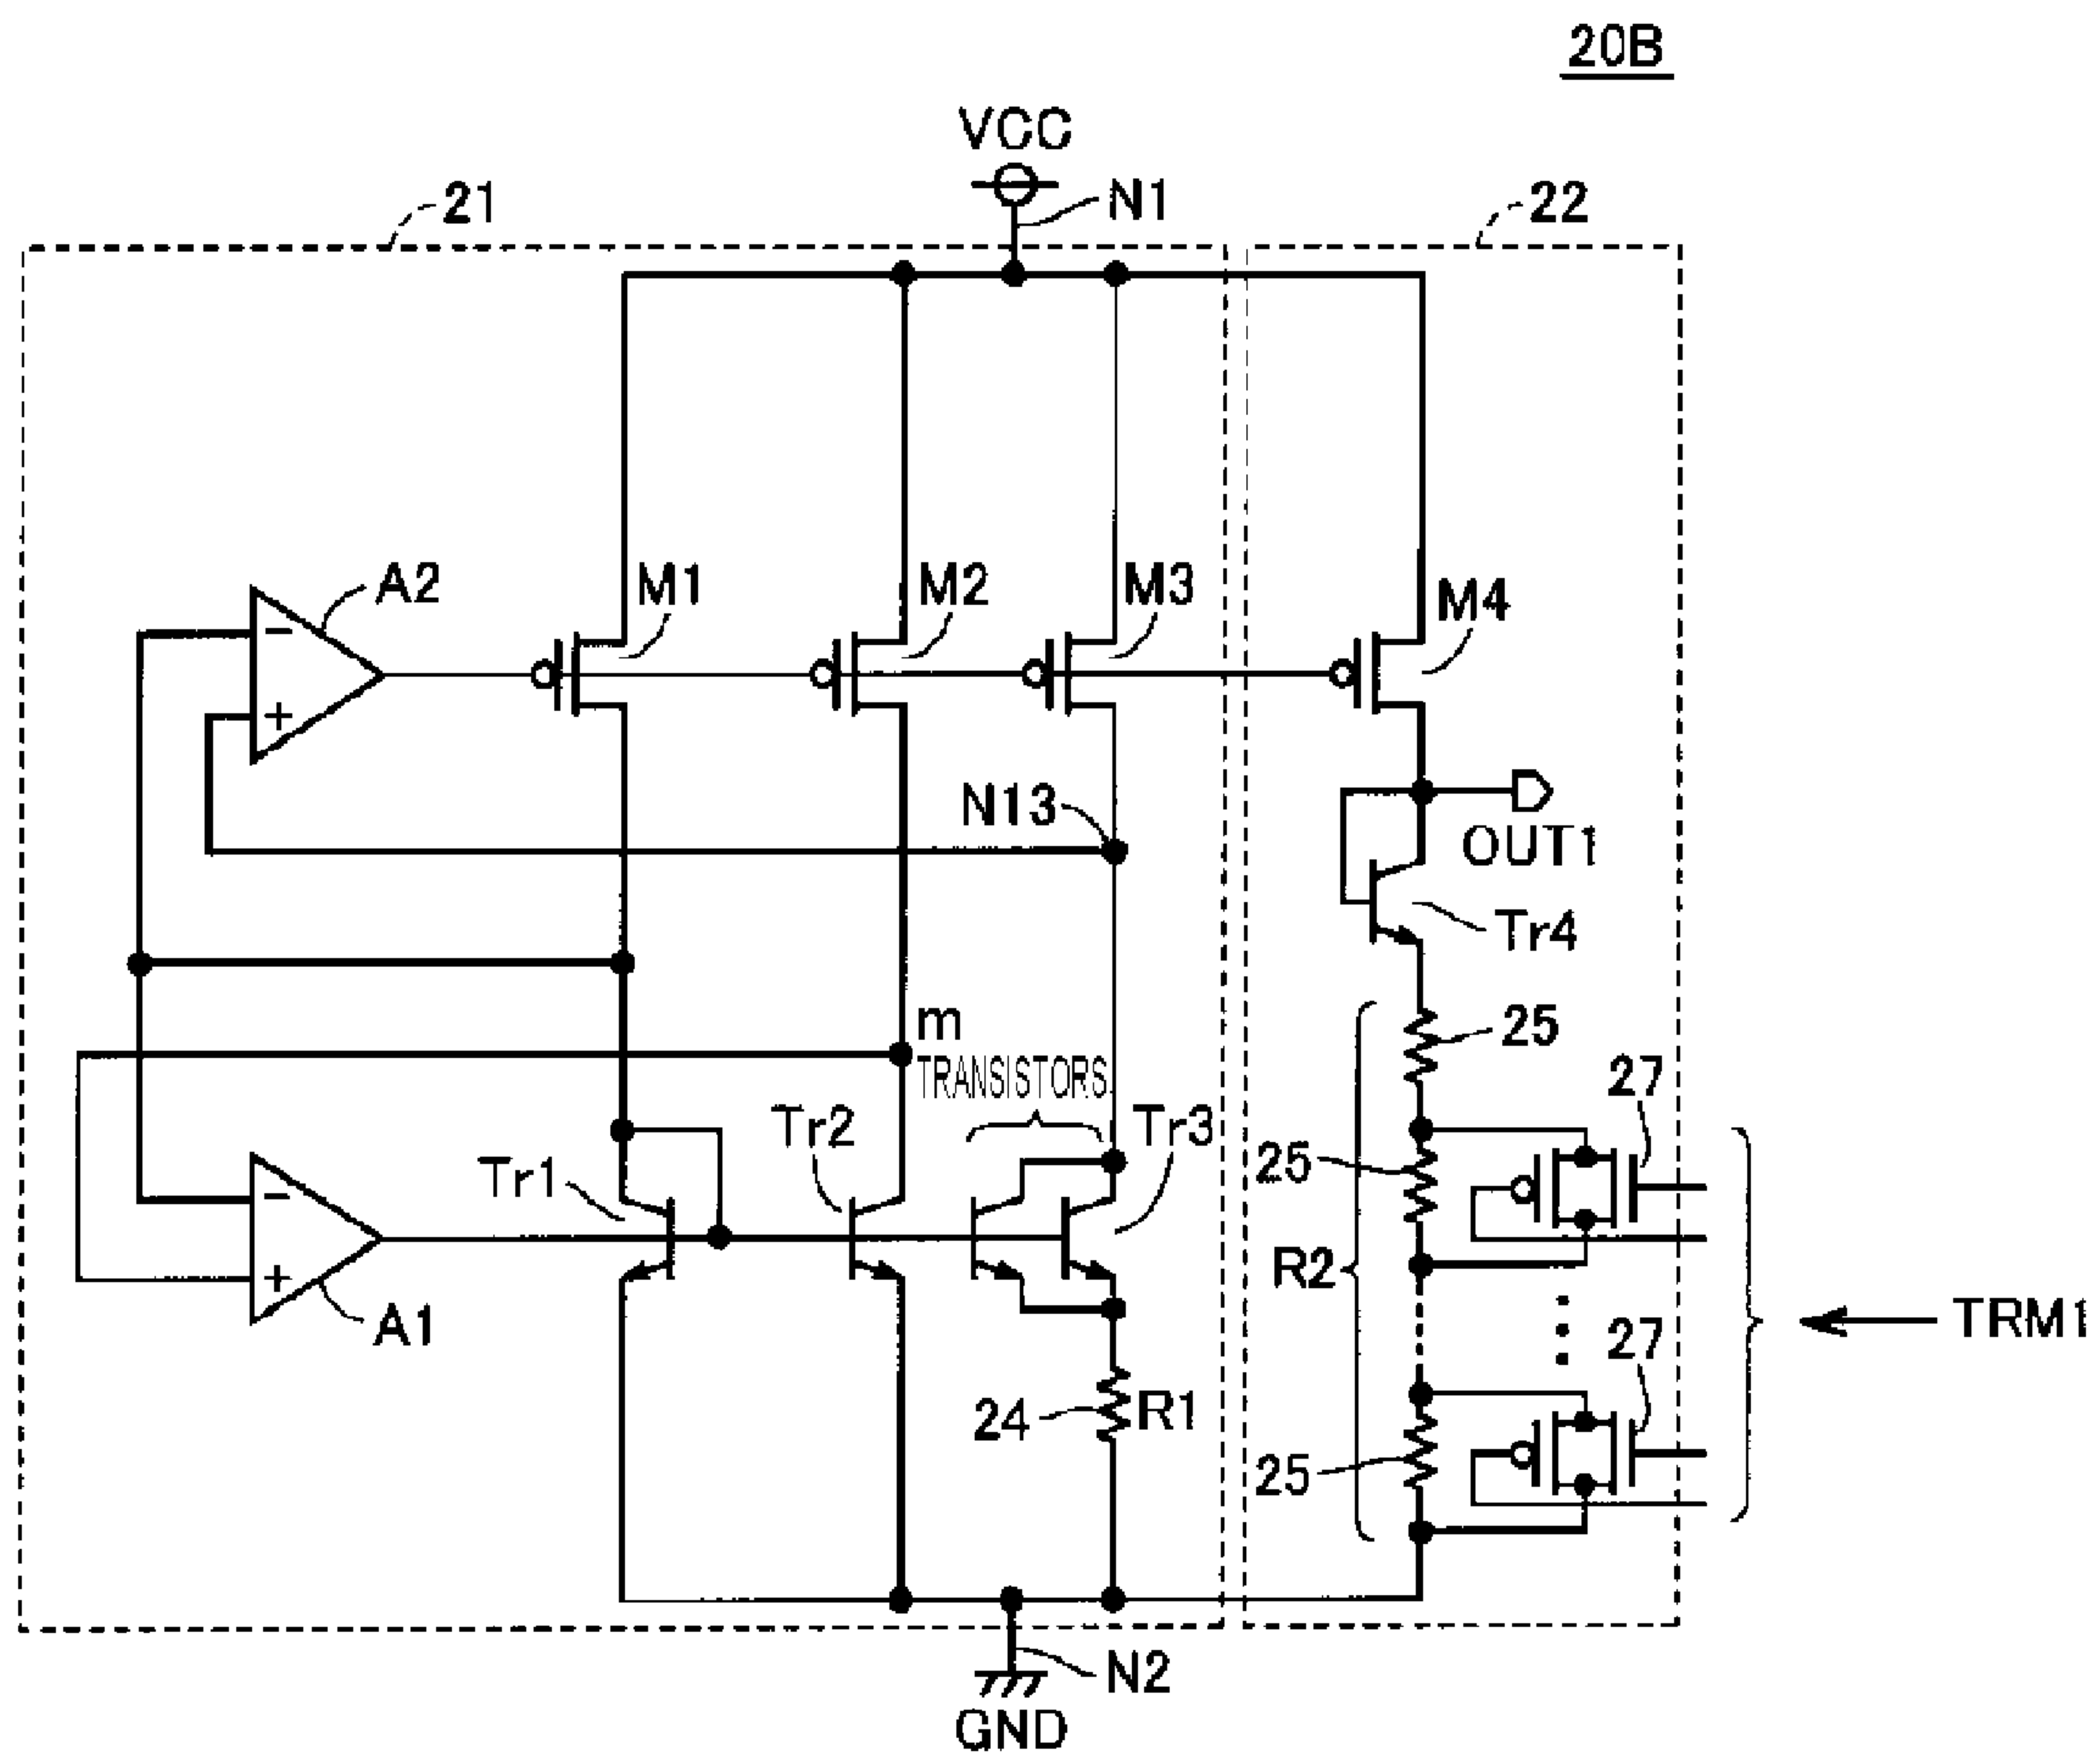 20B
VCC
N1
21
22
A2
M1
M2
M3
M4
−
+
N13
OUT1
Tr4
m
TRANSISTORS
25
27
Tr1
Tr2
Tr3
25
−
+
A1
R2
27
TRM1
24
R1
25
N2
GND